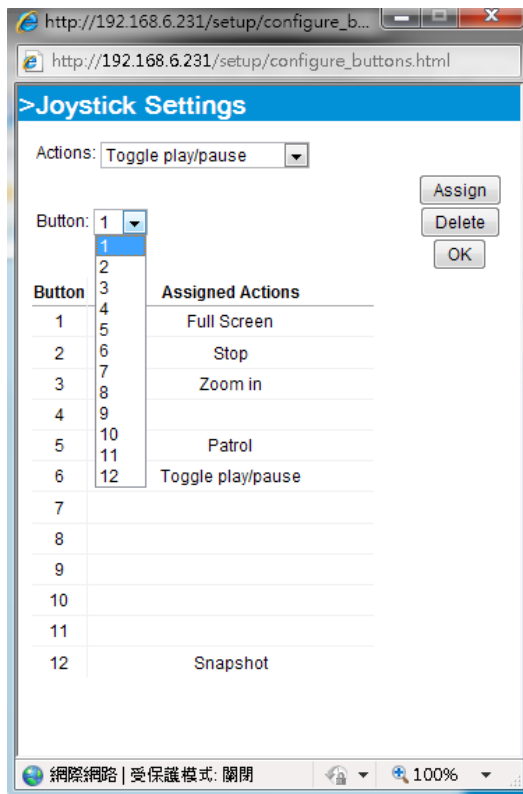 http://192.168.6.231/setup/configure_b...
http://192.168.6.231/setup/configure_buttons.html
>Joystick Settings
Actions: Toggle play/pause
Assign
Button: 1
Delete
OK
1
2
3
4
5
6
7
8
9
10
11
12
Button Assigned Actions
1 Full Screen
2 Stop
3 Zoom in
4
5 Patrol
6 Toggle play/pause
7
8
9
10
11
12 Snapshot
網際網路 | 受保護模式: 關閉 100%